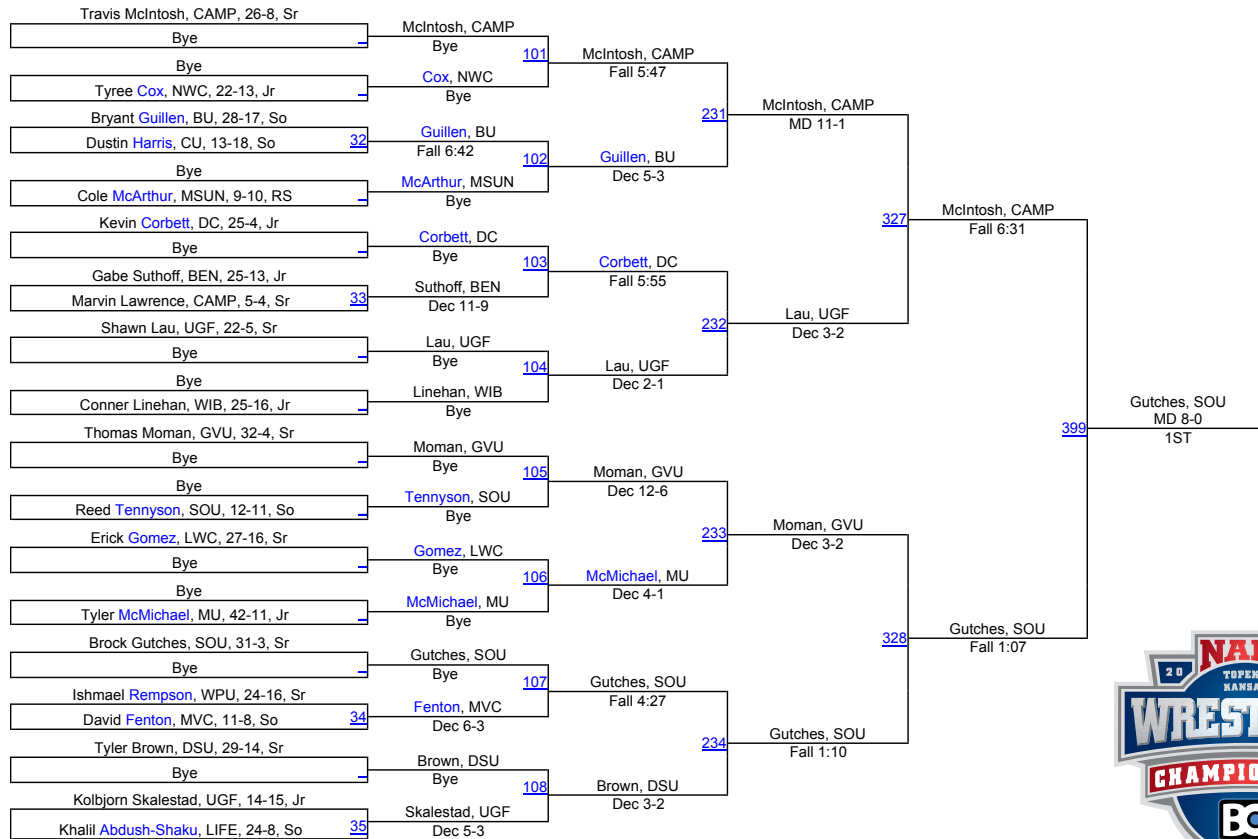 Travis McIntosh, CAMP, 26-8, Sr
Bye
Bye
Tyree Cox, NWC, 22-13, Jr
Bryant Guillen, BU, 28-17, So
Dustin Harris, CU, 13-18, So
32
Bye
Cole McArthur, MSUN, 9-10, RS
Kevin Corbett, DC, 25-4, Jr
Bye
Gabe Suthoff, BEN, 25-13, Jr
Marvin Lawrence, CAMP, 5-4, Sr
33
Shawn Lau, UGF, 22-5, Sr
Bye
Bye
Conner Linehan, WIB, 25-16, Jr
Thomas Moman, GVU, 32-4, Sr
Bye
Bye
Reed Tennyson, SOU, 12-11, So
Erick Gomez, LWC, 27-16, Sr
Bye
Bye
Tyler McMichael, MU, 42-11, Jr
Brock Gutches, SOU, 31-3, Sr
Bye
Ishmael Rempson, WPU, 24-16, Sr
David Fenton, MVC, 11-8, So
34
Tyler Brown, DSU, 29-14, Sr
Bye
Kolbjorn Skalestad, UGF, 14-15, Jr
Khalil Abdush-Shaku, LIFE, 24-8, So
35
McIntosh, CAMP
Bye
101
Cox, NWC
Bye
Guillen, BU
Fall 6:42
102
McArthur, MSUN
Bye
Corbett, DC
Bye
103
Suthoff, BEN
Dec 11-9
Lau, UGF
Bye
104
Linehan, WIB
Bye
Moman, GVU
Bye
105
Tennyson, SOU
Bye
Gomez, LWC
Bye
106
McMichael, MU
Bye
Gutches, SOU
Bye
107
Fenton, MVC
Dec 6-3
Brown, DSU
Bye
108
Skalestad, UGF
Dec 5-3
McIntosh, CAMP
Fall 5:47
231
Guillen, BU
Dec 5-3
Corbett, DC
Fall 5:55
232
Lau, UGF
Dec 2-1
Moman, GVU
Dec 12-6
233
McMichael, MU
Dec 4-1
Gutches, SOU
Fall 4:27
234
Brown, DSU
Dec 3-2
McIntosh, CAMP
MD 11-1
327
Lau, UGF
Dec 3-2
Moman, GVU
Dec 3-2
328
Gutches, SOU
Fall 1:10
McIntosh, CAMP
Fall 6:31
399
Gutches, SOU
Fall 1:07
Gutches, SOU
MD 8-0
1ST
20